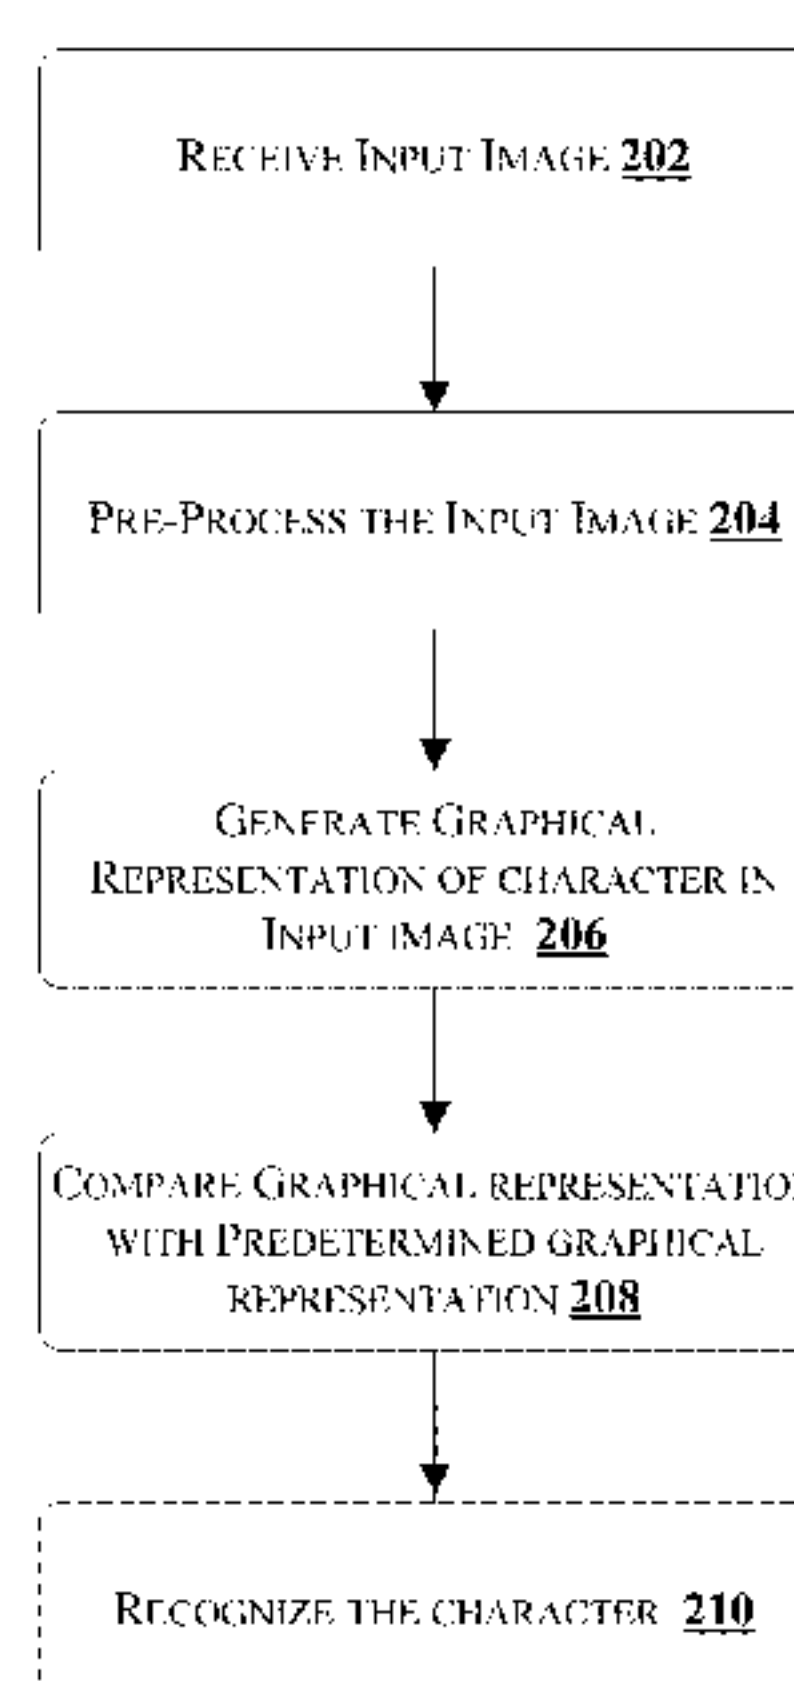 RECEIVE INPUT IMAGE 202
PRE-PROCESS THE INPUT IMAGE 204
GENERATE GRAPHICAL
REPRESENTATION OF CHARACTER IN
INPUT IMAGE 206
COMPARE GRAPHICAL REPRESENTATION
WITH PREDETERMINED GRAPHICAL
REPRESENTATION 208
RECOGNIZE THE CHARACTER 210